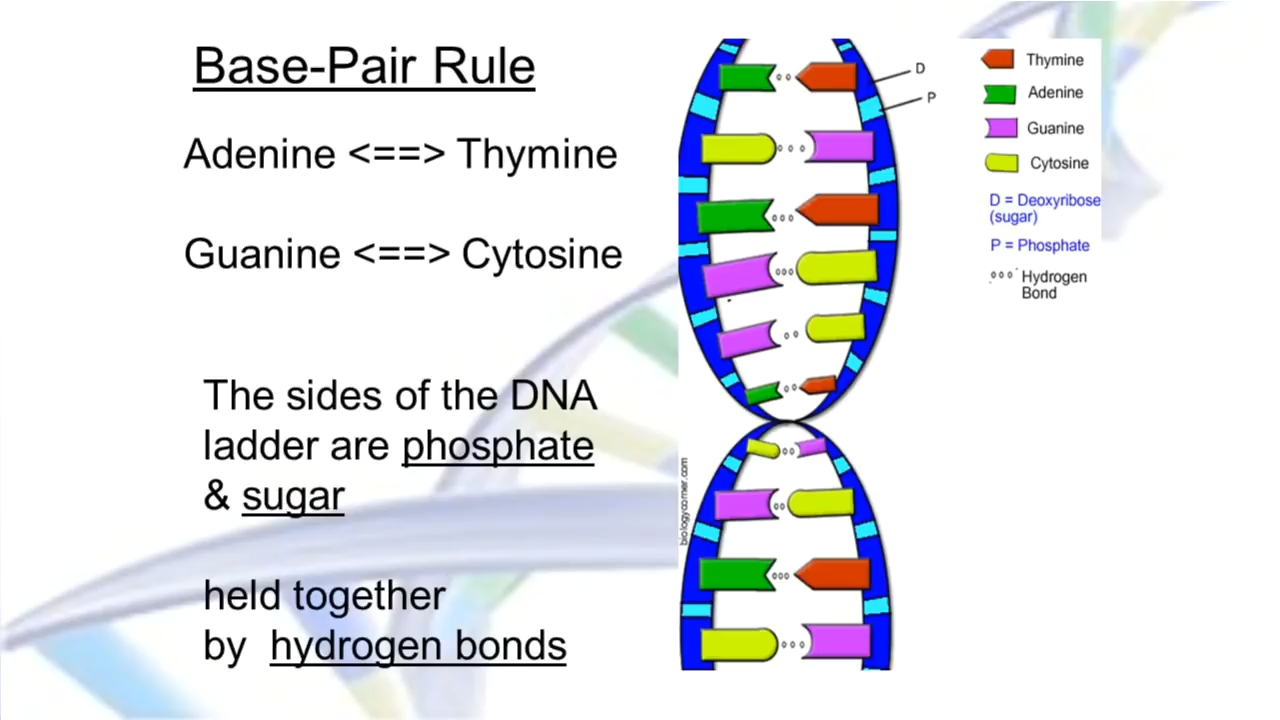 Base-Pair Rule
Adenine <==> Thymine
Guanine <==> Cytosine
The sides of the DNA
ladder are phosphate
& sugar
held together
by hydrogen bonds
D
P
biologycorner.com
Thymine
Adenine
Guanine
Cytosine
D = Deoxyribose
(sugar)
P = Phosphate
Hydrogen
Bond